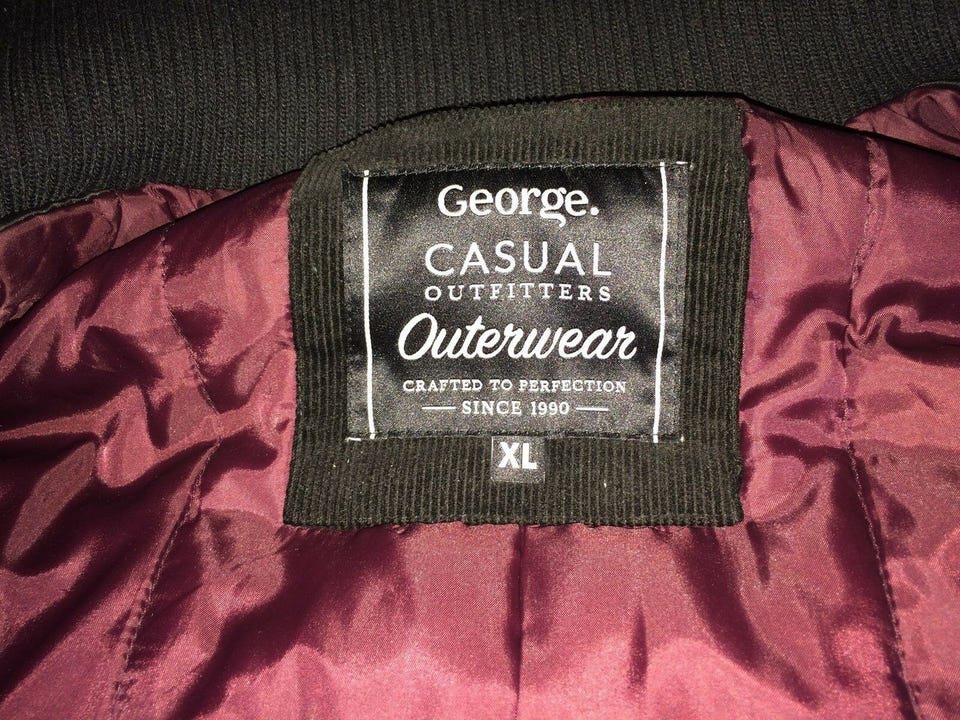 George.
CASUAL
OUTFITTERS
Outerwear
CRAFTED TO PERFECTION
SINCE 1990
XL